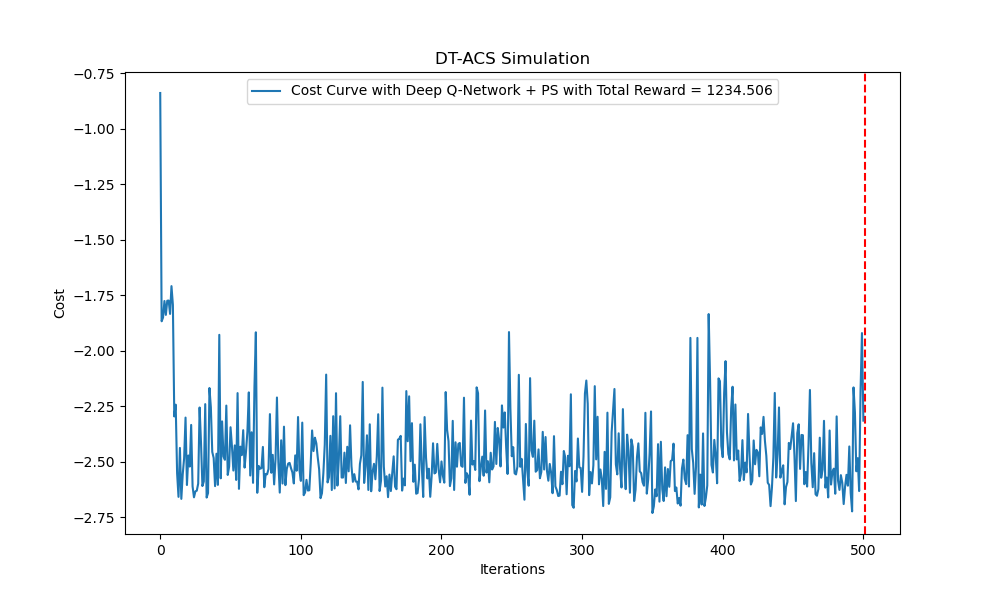 DT-ACS Simulation
Cost Curve with Deep Q-Network + PS with Total Reward = 1234.506
−0.75
−1.00
−1.25
−1.50
−1.75
−2.00
−2.25
−2.50
−2.75
Cost
0 100 200 300 400 500
Iterations